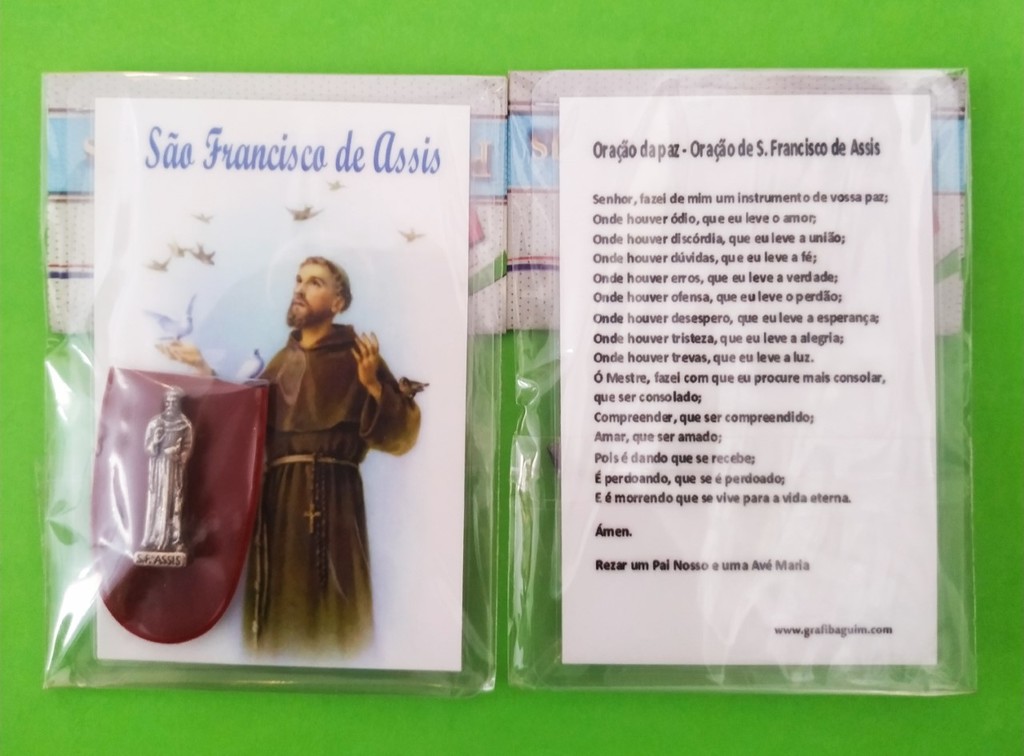 São Francisco de Assis
S.F. ASSIS
Oração da paz - Oração de S. Francisco de Assis
Senhor, fazei de mim um instrumento de vossa paz;
Onde houver ódio, que eu leve o amor;
Onde houver discórdia, que eu leve a união;
Onde houver dúvidas, que eu leve a fé;
Onde houver erros, que eu leve a verdade;
Onde houver ofensa, que eu leve o perdão;
Onde houver desespero, que eu leve a esperança;
Onde houver tristeza, que eu leve a alegria;
Onde houver trevas, que eu leve a luz.
Ó Mestre, fazei com que eu procure mais consolar,
que ser consolado;
Compreender, que ser compreendido;
Amar, que ser amado;
Pois é dando que se recebe;
É perdoando, que se é perdoado;
E é morrendo que se vive para a vida eterna.
Ámen.
Rezar um Pai Nosso e uma Avé Maria
www.grafibaguim.com